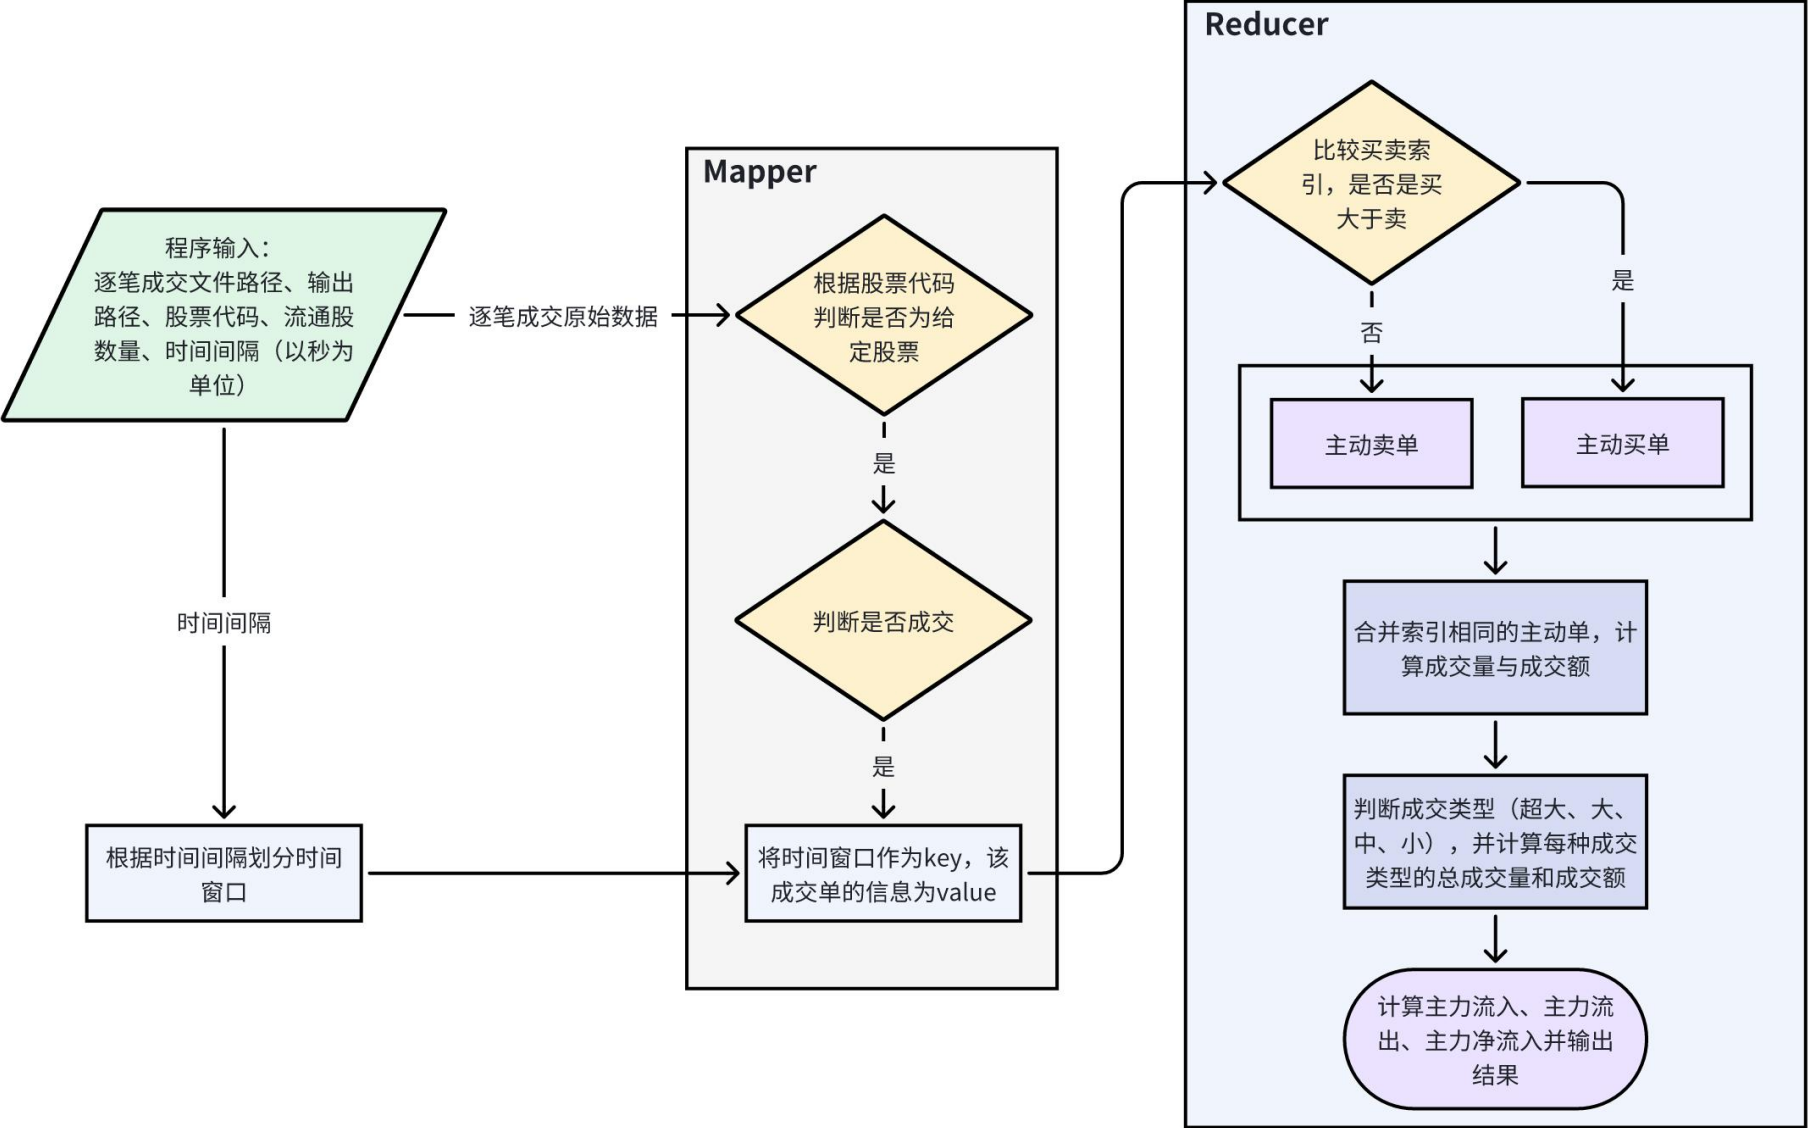 程序输入：
逐笔成交文件路径、输出
路径、股票代码、流通股
数量、时间间隔（以秒为
单位）
逐笔成交原始数据
时间间隔
根据时间间隔划分时间
窗口
Mapper
根据股票代码
判断是否为给
定股票
是
判断是否成交
是
将时间窗口作为key，该
成交单的信息为value
Reducer
比较买卖索
引，是否是买
大于卖
否
是
主动卖单
主动买单
合并索引相同的主动单，计
算成交量与成交额
判断成交类型（超大、大、
中、小），并计算每种成交
类型的总成交量和成交额
计算主力流入、主力流
出、主力净流入并输出
结果